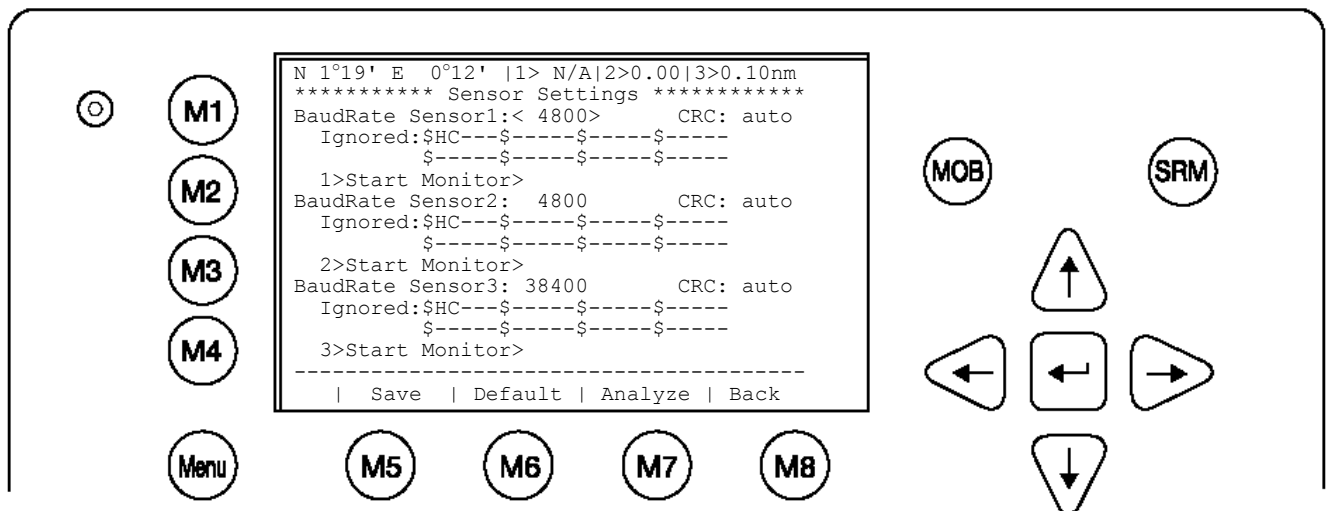 N 1°19' E  0°12' |1> N/A|2>0.00|3>0.10nm
*********** Sensor Settings ************
BaudRate Sensor1:< 4800>     CRC: auto
Ignored:$HC---$-----$-----$-----
$-----$-----$-----$-----
1>Start Monitor>
BaudRate Sensor2:  4800      CRC: auto
Ignored:$HC---$-----$-----$-----
$-----$-----$-----$-----
2>Start Monitor>
BaudRate Sensor3: 38400      CRC: auto
Ignored:$HC---$-----$-----$-----
$-----$-----$-----$-----
3>Start Monitor>
----------------------------------------
|  Save  | Default | Analyze | Back
M1
M2
M3
M4
Menu
M5
M6
M7
M8
MOB
SRM